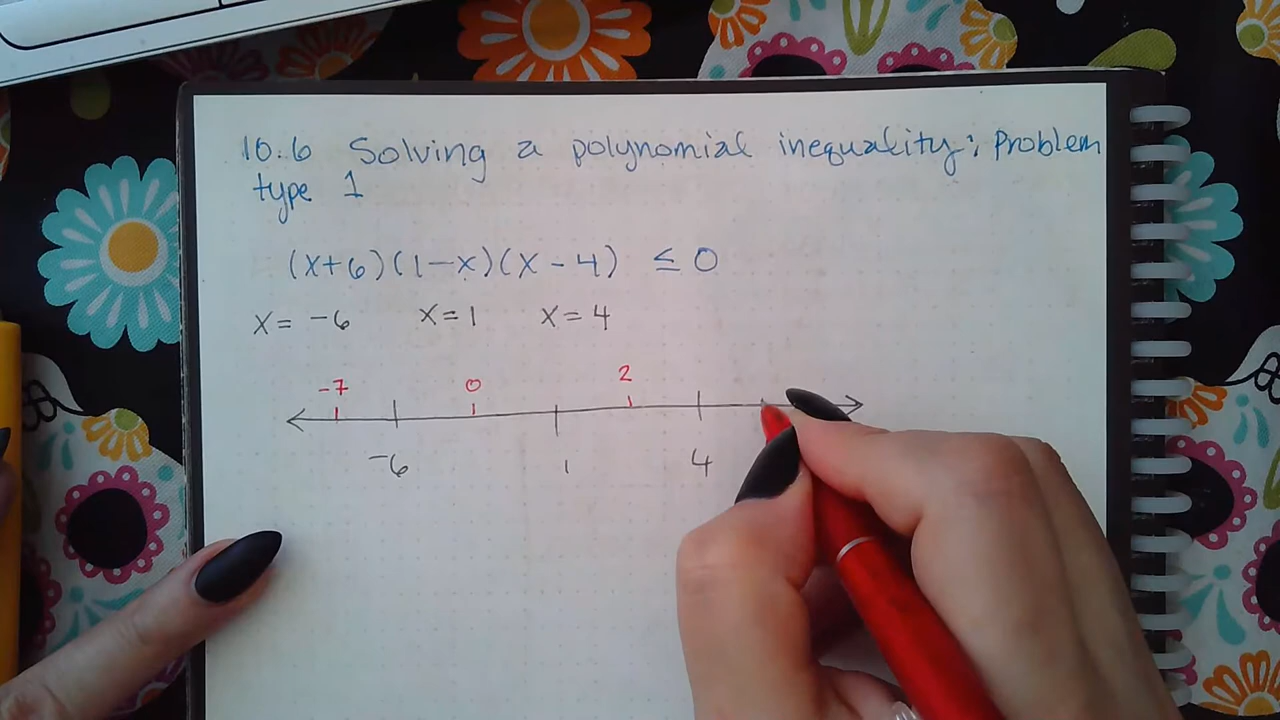 10.6 Solving a polynomial inequality: Problem
type 1
(x+6)(1-x)(x-4) ≤ 0
x = -6 x = 1 x = 4
-7 0 2
-6 1 4